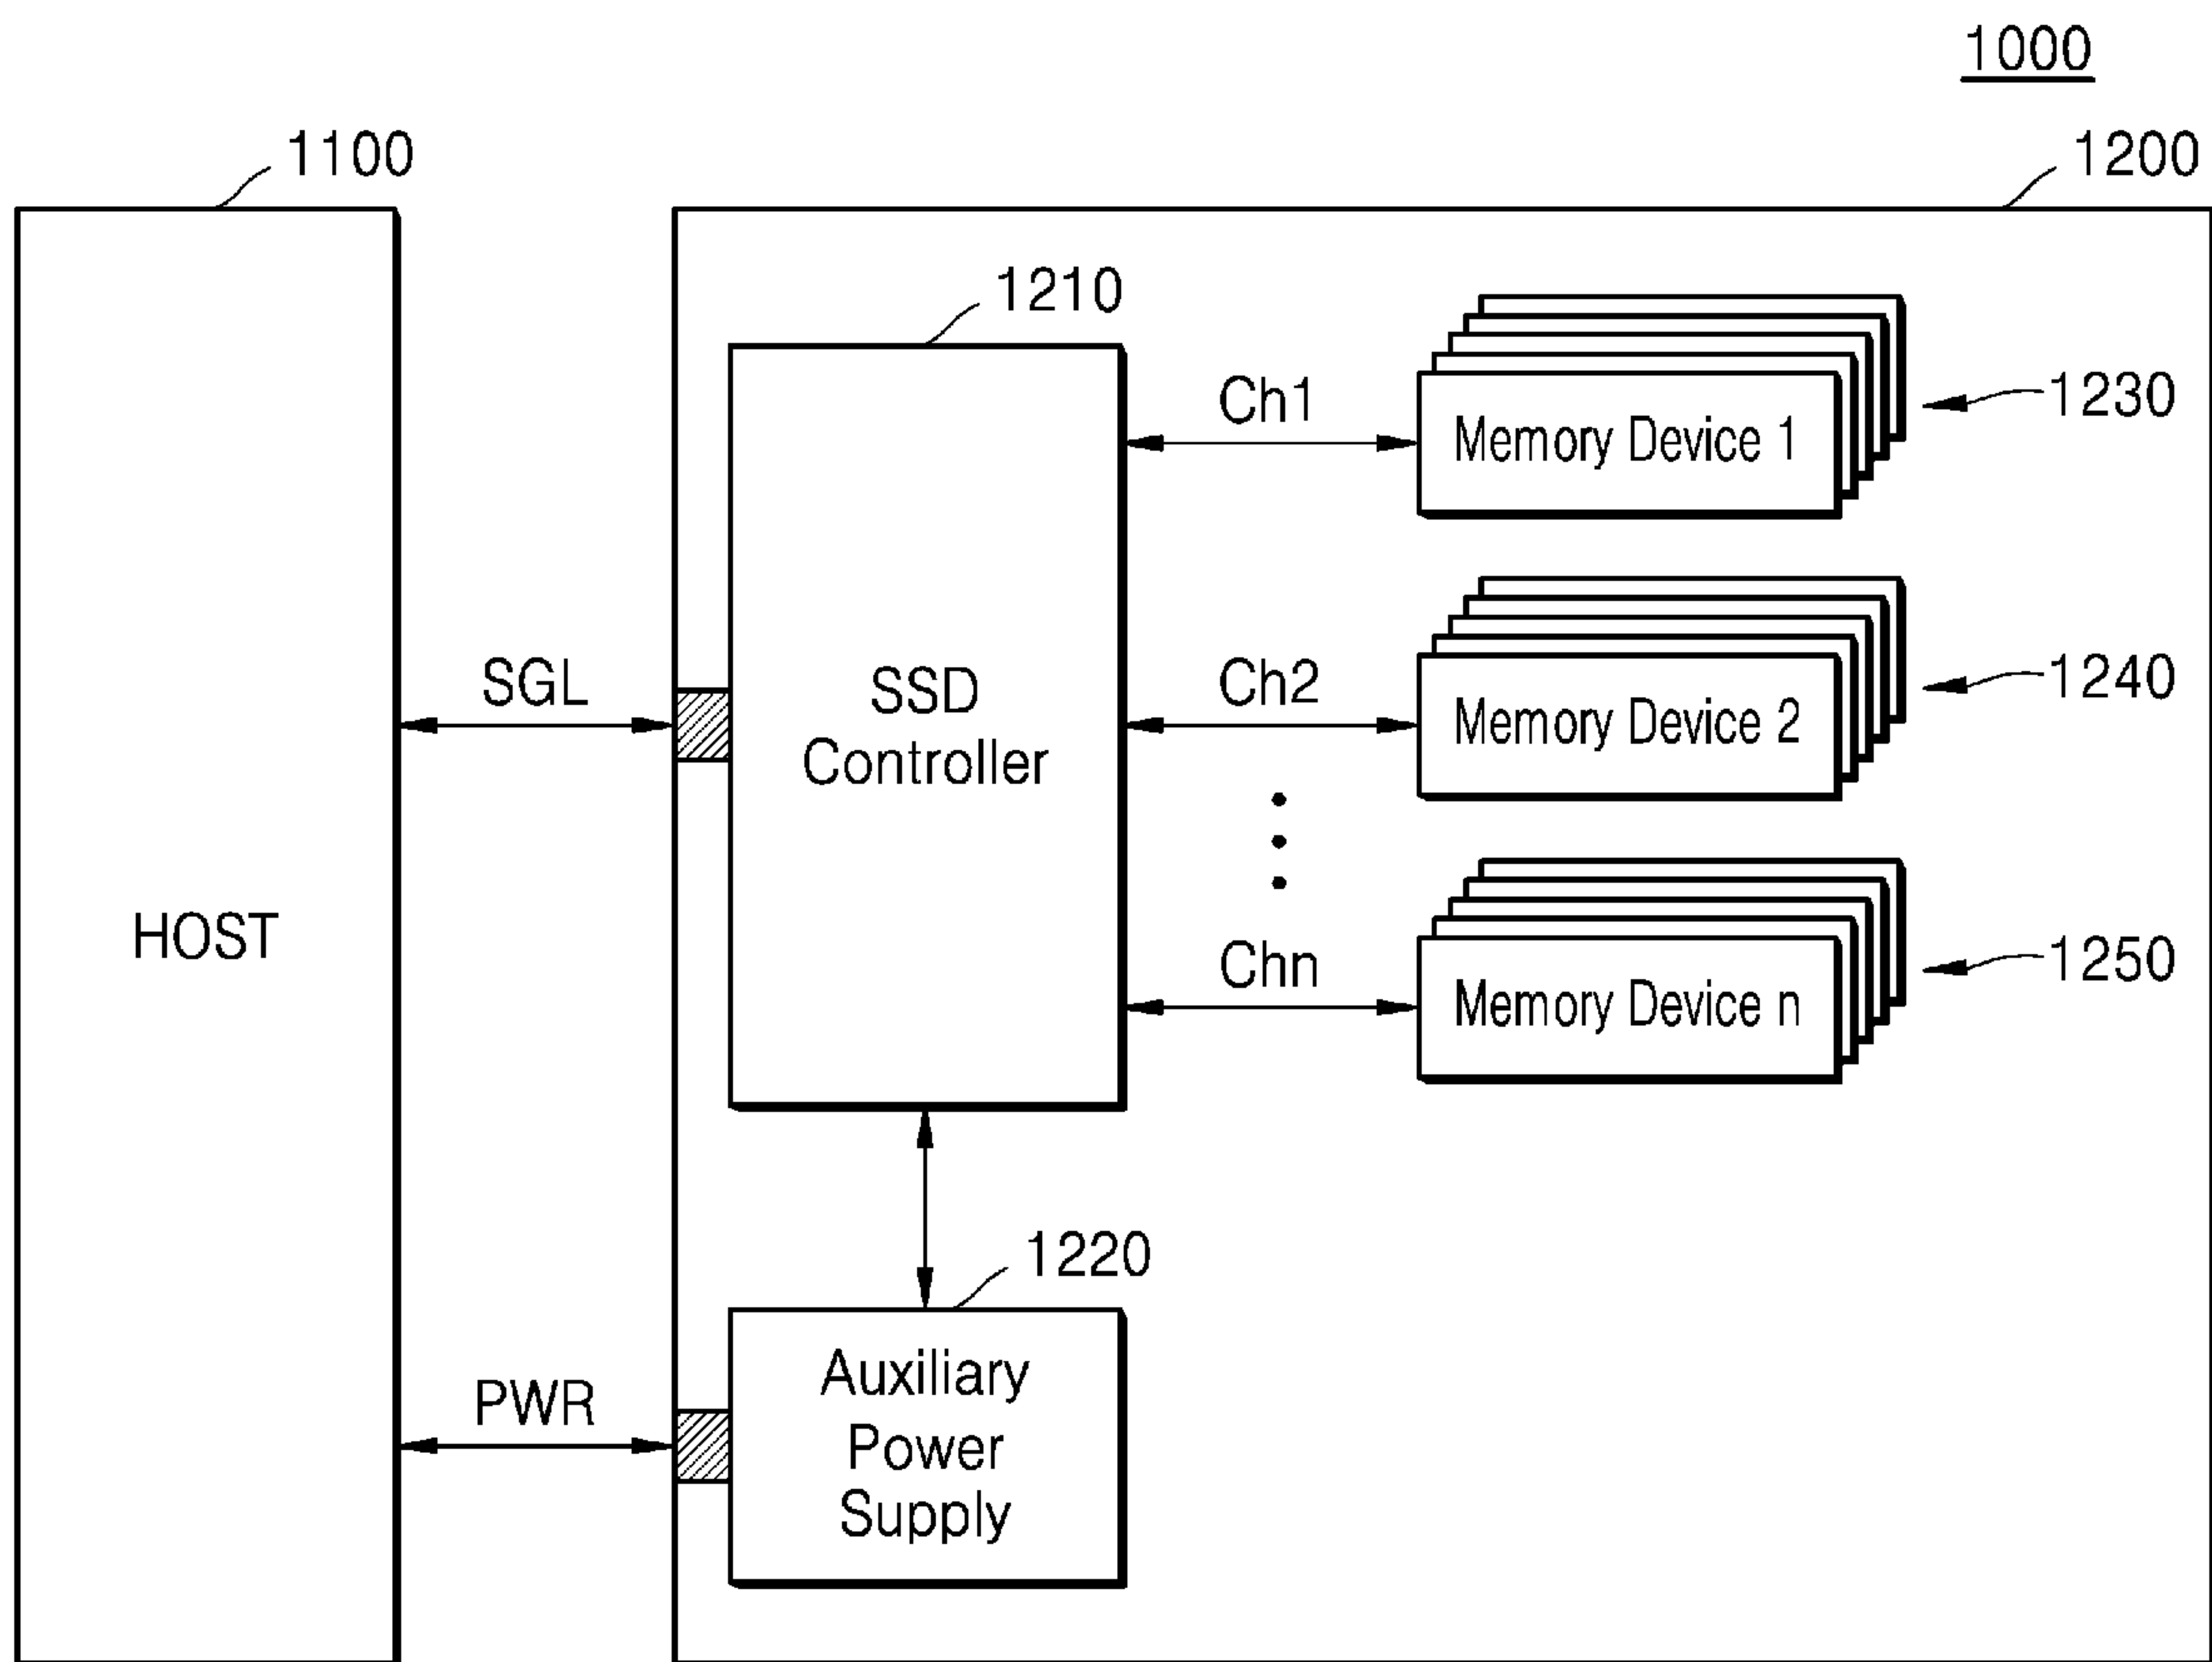 1000
1100
1200
1210
Ch1
Memory Device 1
1230
SGL
SSD
Controller
Ch2
Memory Device 2
1240
HOST
Chn
Memory Device n
1250
1220
PWR
Auxiliary
Power
Supply